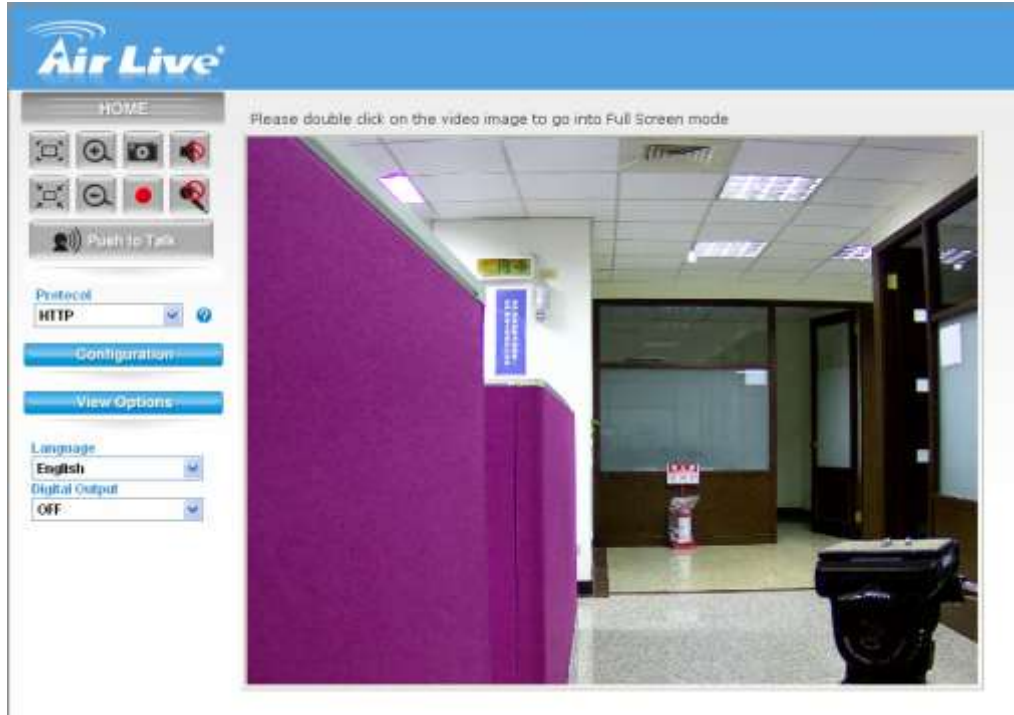 Air Live
HOME
Please double click on the video image to go into Full Screen mode
Push to Talk
Protocol
HTTP
Configuration
View Options
Language
English
Digital Output
OFF